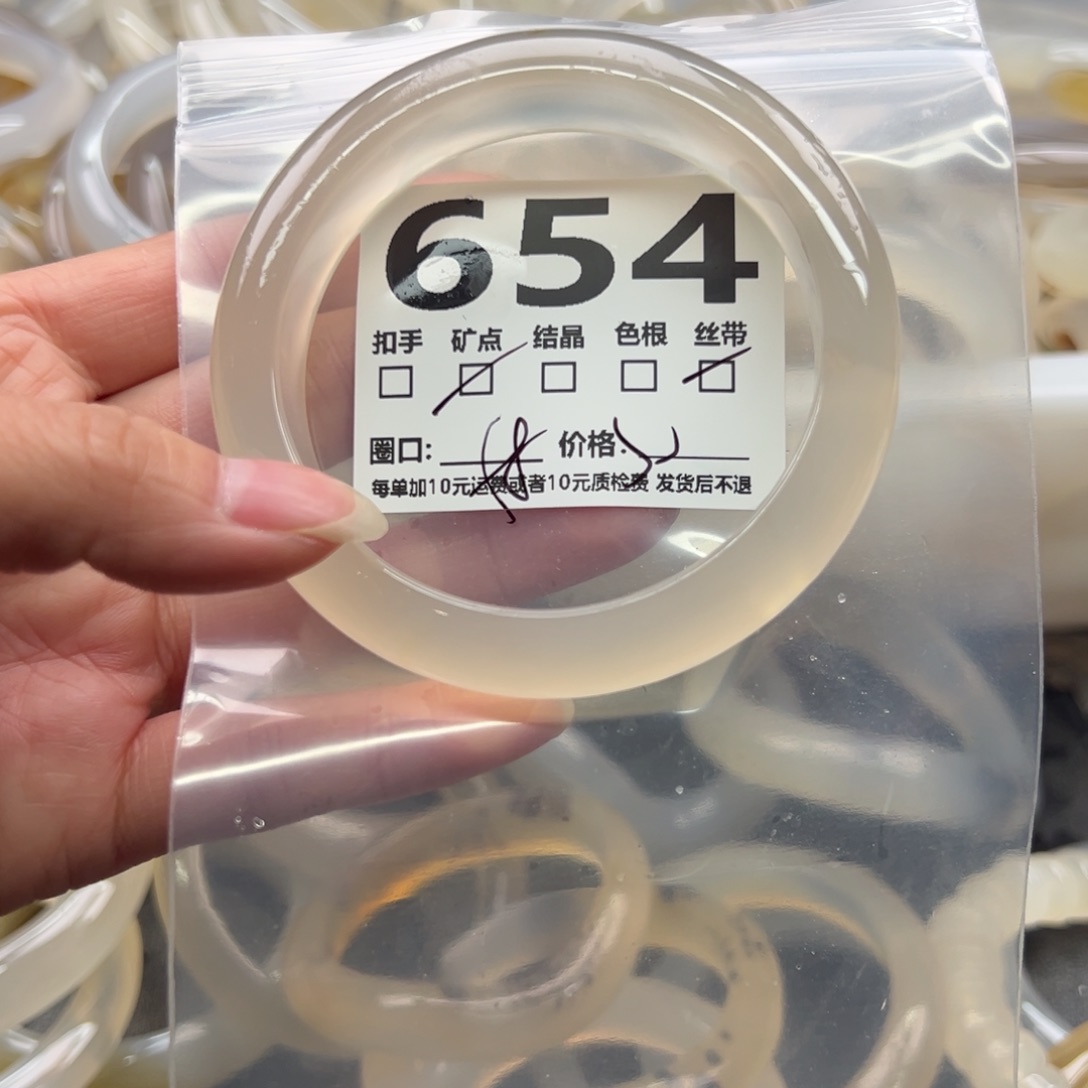 654
扣手 矿点 结晶 色根 丝带
圈口: 价格:
每单加10元运费或者10元质检费 发货后不退